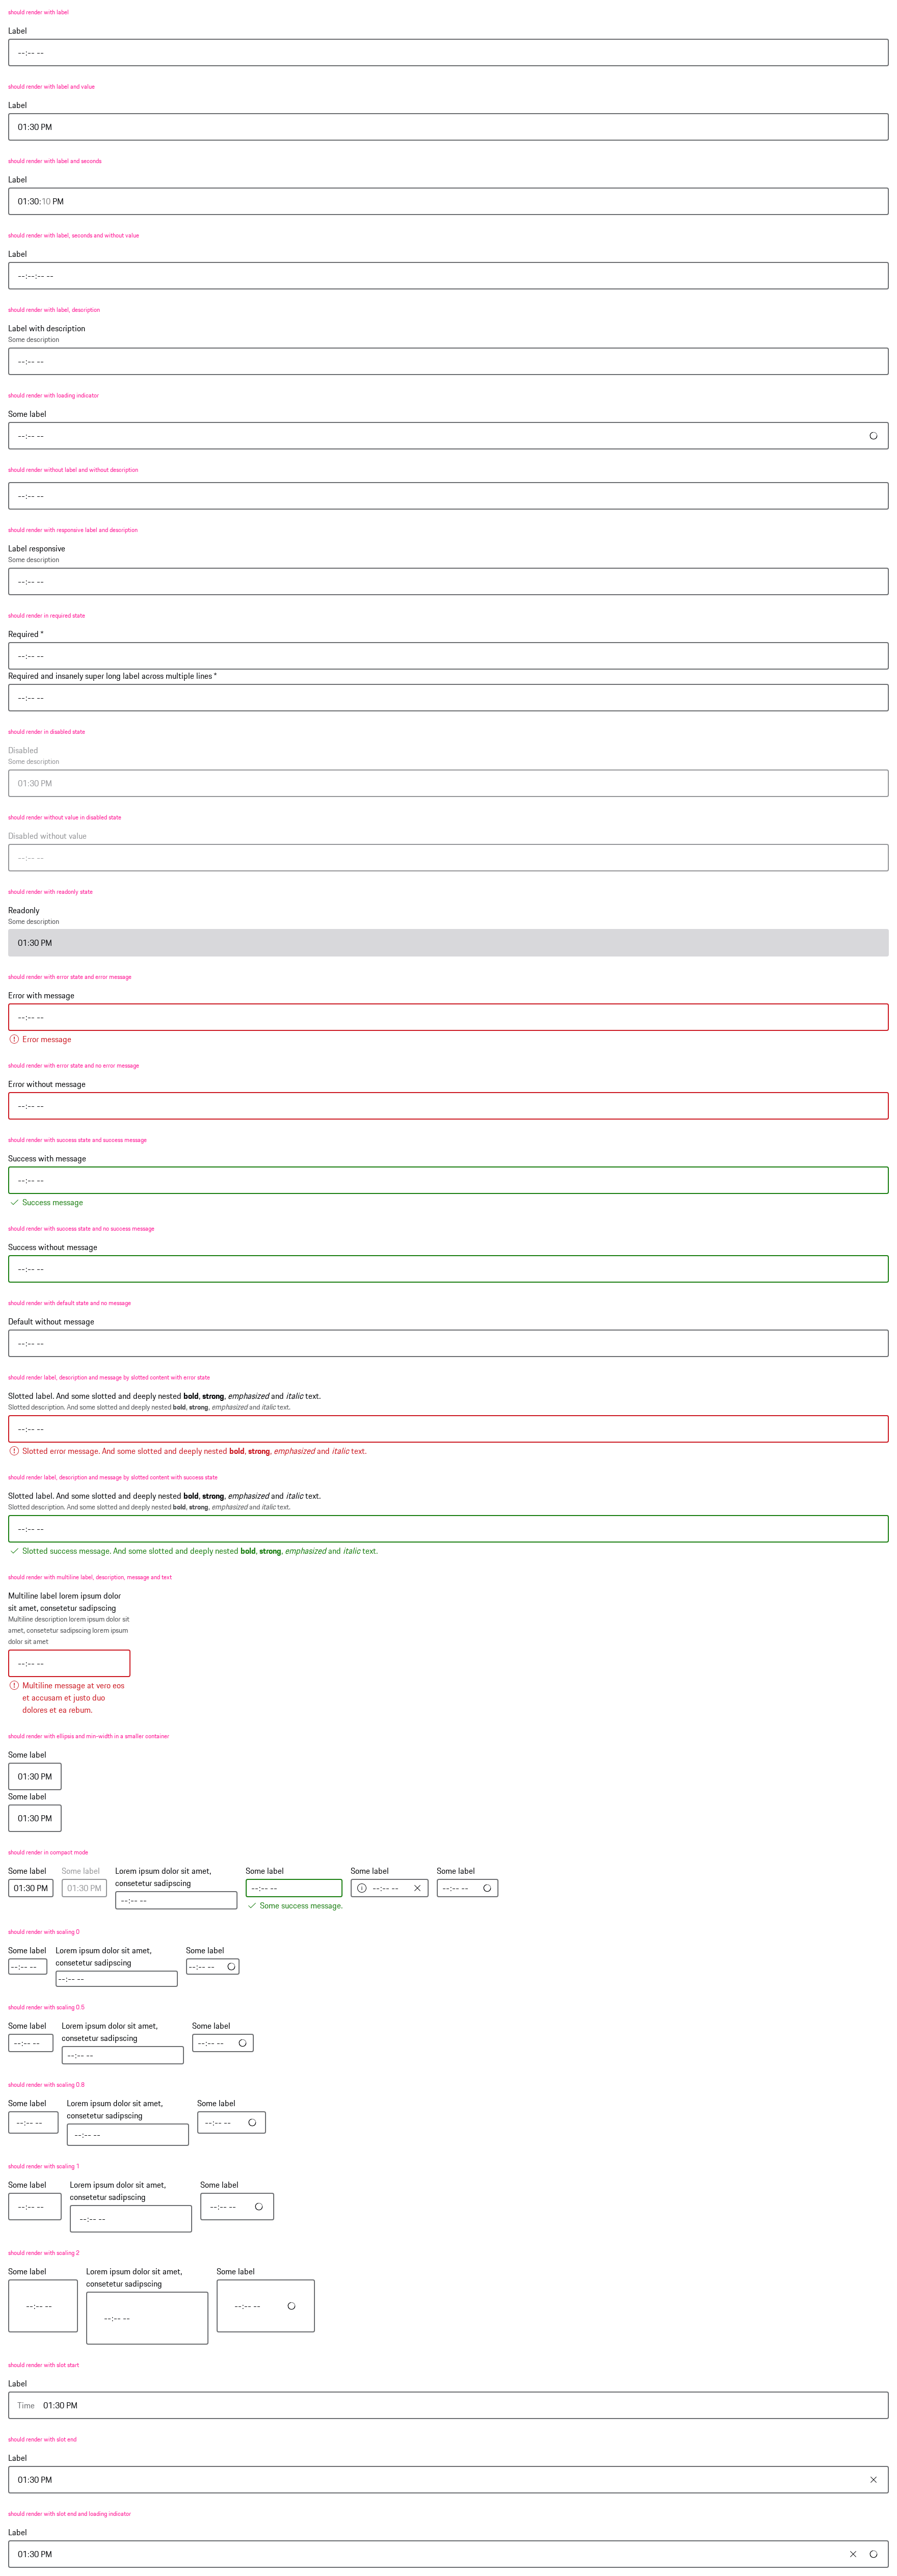 should render with label
Label
--:-- --
should render with label and value
Label
01:30 PM
should render with label and seconds
Label
01:30:10 PM
should render with label, seconds and without value
Label
--:--:-- --
should render with label, description
Label with description
Some description
--:-- --
should render with loading indicator
Some label
--:-- --
should render without label and without description
--:-- --
should render with responsive label and description
Label responsive
Some description
--:-- --
should render in required state
Required *
--:-- --
Required and insanely super long label across multiple lines *
--:-- --
should render in disabled state
Disabled
Some description
01:30 PM
should render without value in disabled state
Disabled without value
--:-- --
should render with readonly state
Readonly
Some description
01:30 PM
should render with error state and error message
Error with message
--:-- --
Error message
should render with error state and no error message
Error without message
--:-- --
should render with success state and success message
Success with message
--:-- --
Success message
should render with success state and no success message
Success without message
--:-- --
should render with default state and no message
Default without message
--:-- --
should render label, description and message by slotted content with error state
Slotted label. And some slotted and deeply nested bold, strong, emphasized and italic text.
Slotted description. And some slotted and deeply nested bold, strong, emphasized and italic text.
--:-- --
Slotted error message. And some slotted and deeply nested bold, strong, emphasized and italic text.
should render label, description and message by slotted content with success state
Slotted label. And some slotted and deeply nested bold, strong, emphasized and italic text.
Slotted description. And some slotted and deeply nested bold, strong, emphasized and italic text.
--:-- --
Slotted success message. And some slotted and deeply nested bold, strong, emphasized and italic text.
should render with multiline label, description, message and text
Multiline label lorem ipsum dolor
sit amet, consetetur sadipscing
Multiline description lorem ipsum dolor sit
amet, consetetur sadipscing lorem ipsum
dolor sit amet
--:-- --
Multiline message at vero eos
et accusam et justo duo
dolores et ea rebum.
should render with ellipsis and min-width in a smaller container
Some label
01:30 PM
Some label
01:30 PM
should render in compact mode
Some label
01:30 PM
Some label
01:30 PM
Lorem ipsum dolor sit amet,
consetetur sadipscing
--:-- --
Some label
--:-- --
Some success message.
Some label
--:-- --
Some label
--:-- --
should render with scaling 0
Some label
--:-- --
Lorem ipsum dolor sit amet,
consetetur sadipscing
--:-- --
Some label
--:-- --
should render with scaling 0.5
Some label
--:-- --
Lorem ipsum dolor sit amet,
consetetur sadipscing
--:-- --
Some label
--:-- --
should render with scaling 0.8
Some label
--:-- --
Lorem ipsum dolor sit amet,
consetetur sadipscing
--:-- --
Some label
--:-- --
should render with scaling 1
Some label
--:-- --
Lorem ipsum dolor sit amet,
consetetur sadipscing
--:-- --
Some label
--:-- --
should render with scaling 2
Some label
--:-- --
Lorem ipsum dolor sit amet,
consetetur sadipscing
--:-- --
Some label
--:-- --
should render with slot start
Label
Time 01:30 PM
should render with slot end
Label
01:30 PM
should render with slot end and loading indicator
Label
01:30 PM